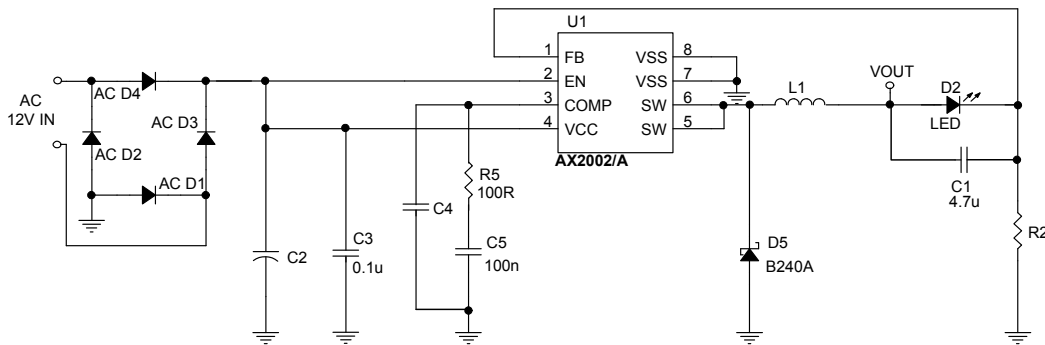 U1
1 FB VSS 8
2 EN VSS 7
3 COMP SW 6
4 VCC SW 5
AX2002/A
AC
12V IN
AC D4
AC D3
AC D2
AC D1
C2
C3
0.1u
C4
R5
100R
C5
100n
L1
VOUT
D2
LED
C1
4.7u
D5
B240A
R2